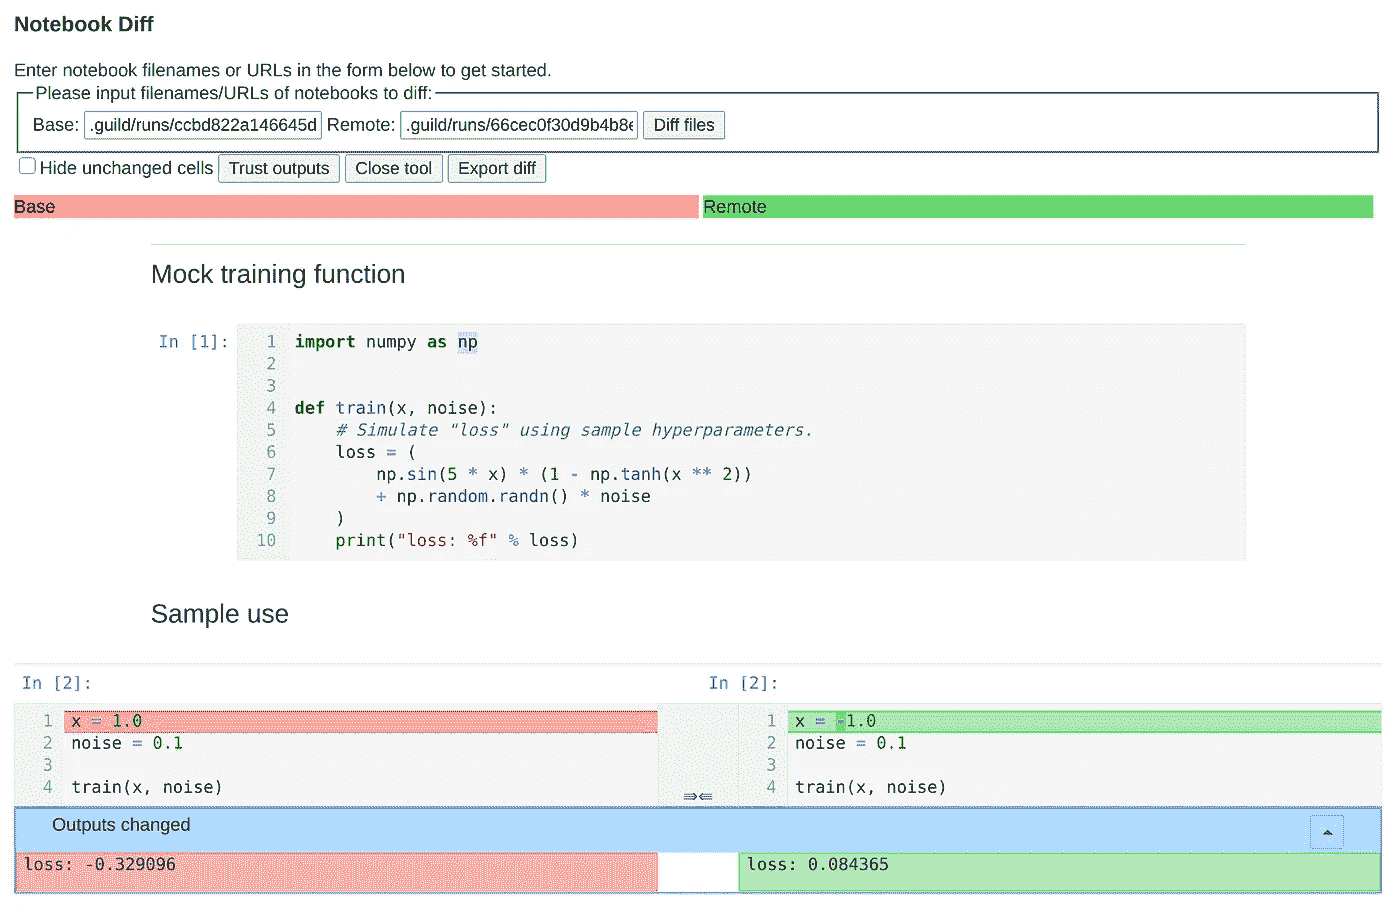 Notebook Diff
Enter notebook filenames or URLs in the form below to get started.
Please input filenames/URLs of notebooks to diff:
Base: .guild/runs/ccbd822a146645d Remote: .guild/runs/66cec0f30d9b4b8e Diff files
Hide unchanged cells Trust outputs Close tool Export diff
Base Remote
Mock training function
In [1]: 1 import numpy as np
2
3
4 def train(x, noise):
5 # Simulate "loss" using sample hyperparameters.
6 loss = (
7 np.sin(5 * x) * (1 - np.tanh(x ** 2))
8 + np.random.randn() * noise
9 )
10 print("loss: %f" % loss)
Sample use
In [2]: In [2]:
1 x = 1.0 1 x = -1.0
2 noise = 0.1 2 noise = 0.1
3 3
4 train(x, noise) 4 train(x, noise)
Outputs changed
loss: -0.329096 loss: 0.084365